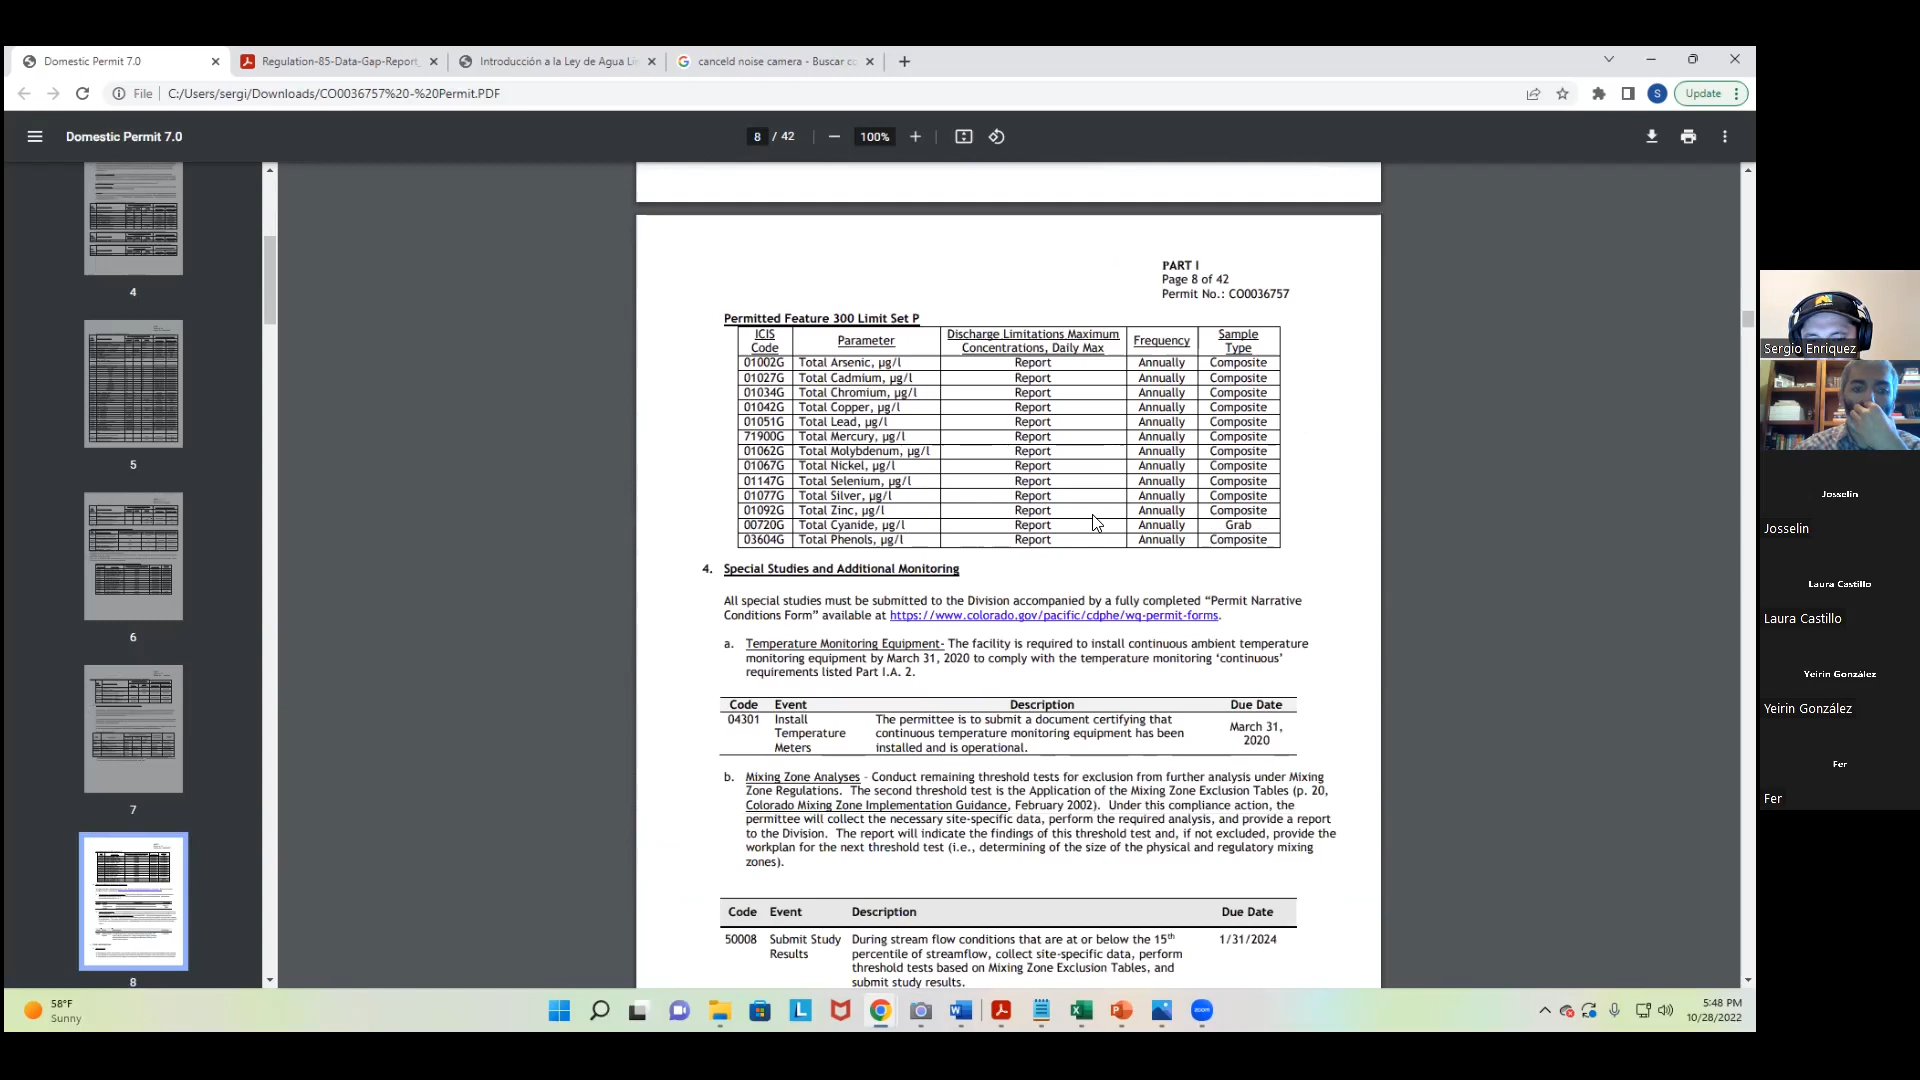 Domestic Permit 7.0
Regulation-85-Data-Gap-Report
Introducción a la Ley de Agua Li
canceld noise camera - Buscar co
File C:/Users/sergi/Downloads/CO0036757%20-%20Permit.PDF
S
Update
Domestic Permit 7.0
8 / 42
100%
4
5
6
7
8
PART I
Page 8 of 42
Permit No.: CO0036757
Permitted Feature 300 Limit Set P
ICIS Code Parameter Discharge Limitations Maximum Concentrations, Daily Max Frequency Sample Type
01002G Total Arsenic, µg/l Report Annually Composite
01027G Total Cadmium, µg/l Report Annually Composite
01034G Total Chromium, µg/l Report Annually Composite
01042G Total Copper, µg/l Report Annually Composite
01051G Total Lead, µg/l Report Annually Composite
71900G Total Mercury, µg/l Report Annually Composite
01062G Total Molybdenum, µg/l Report Annually Composite
01067G Total Nickel, µg/l Report Annually Composite
01147G Total Selenium, µg/l Report Annually Composite
01077G Total Silver, µg/l Report Annually Composite
01092G Total Zinc, µg/l Report Annually Composite
00720G Total Cyanide, µg/l Report Annually Grab
03604G Total Phenols, µg/l Report Annually Composite
4. Special Studies and Additional Monitoring
All special studies must be submitted to the Division accompanied by a fully completed “Permit Narrative
Conditions Form” available at https://www.colorado.gov/pacific/cdphe/wq-permit-forms.
a. Temperature Monitoring Equipment- The facility is required to install continuous ambient temperature
monitoring equipment by March 31, 2020 to comply with the temperature monitoring ‘continuous’
requirements listed Part I.A. 2.
Code Event Description Due Date
04301 Install The permittee is to submit a document certifying that
Temperature continuous temperature monitoring equipment has been
Meters installed and is operational.
March 31,
2020
b. Mixing Zone Analyses - Conduct remaining threshold tests for exclusion from further analysis under Mixing
Zone Regulations. The second threshold test is the Application of the Mixing Zone Exclusion Tables (p. 20,
Colorado Mixing Zone Implementation Guidance, February 2002). Under this compliance action, the
permittee will collect the necessary site-specific data, perform the required analysis, and provide a report
to the Division. The report will indicate the findings of this threshold test and, if not excluded, provide the
workplan for the next threshold test (i.e., determining of the size of the physical and regulatory mixing
zones).
Code Event Description Due Date
50008 Submit Study During stream flow conditions that are at or below the 15th 1/31/2024
Results percentile of streamflow, collect site-specific data, perform
threshold tests based on Mixing Zone Exclusion Tables, and
submit study results.
Sergio Enriquez
Josselin
Josselin
Laura Castillo
Laura Castillo
Yeirin González
Yeirin González
Fer
Fer
58°F
Sunny
L
zoom
5:48 PM
10/28/2022